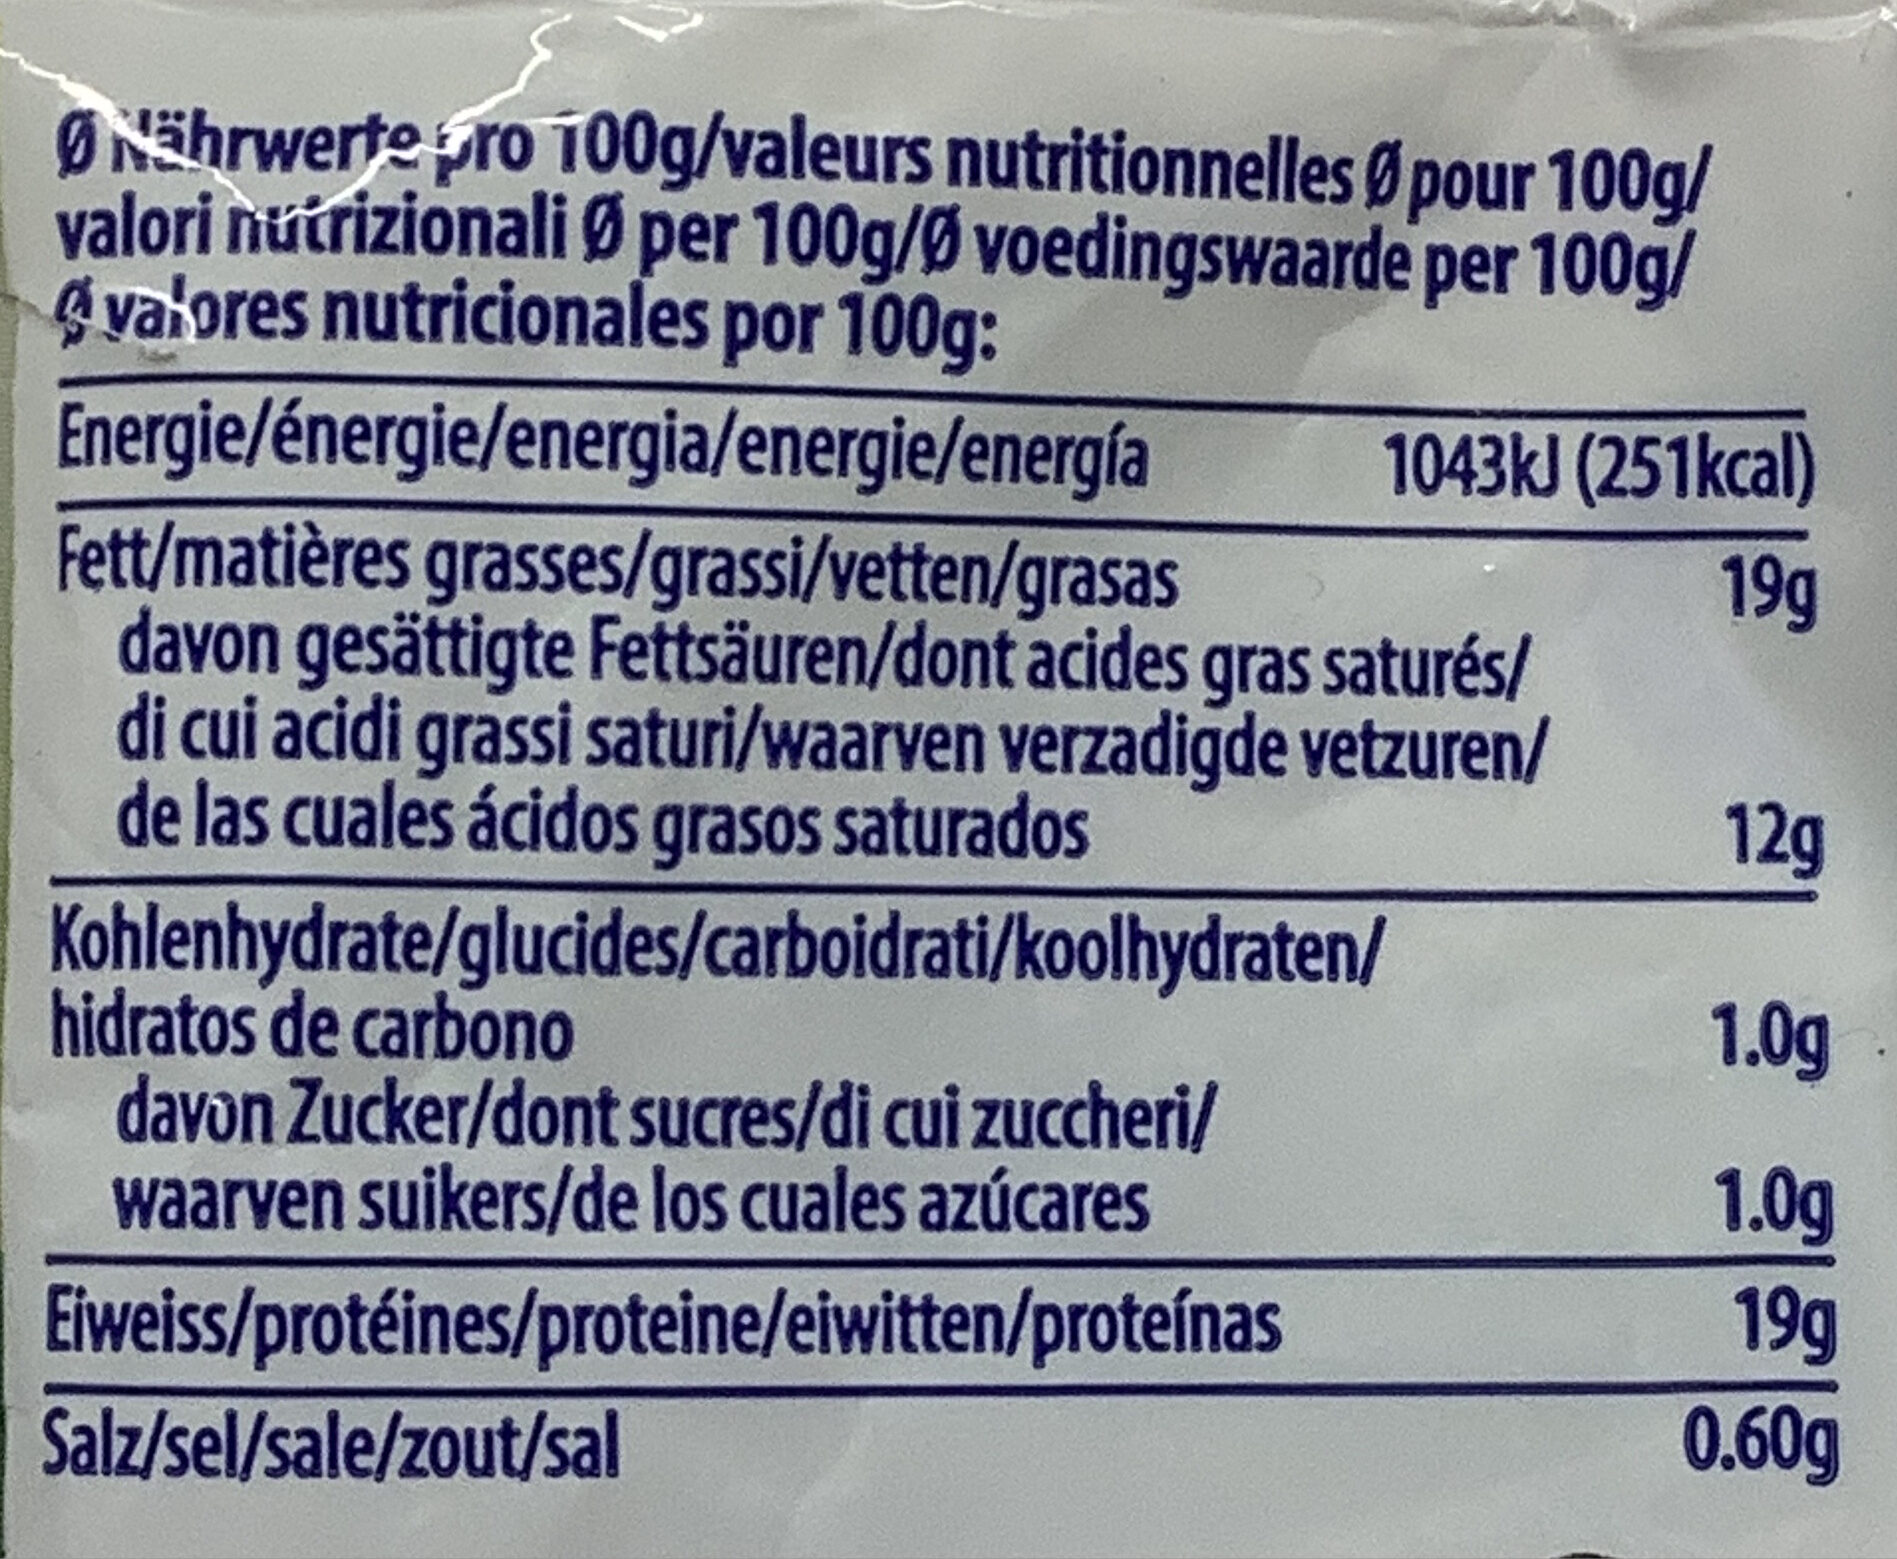 Ø Nährwerte pro 100g/valeurs nutritionnelles Ø pour 100g/
valori nutrizionali Ø per 100g/Ø voedingswaarde per 100g/
Ø valores nutricionales por 100g:
Energie/énergie/energia/energie/energía 1043kJ (251kcal)
Fett/matières grasses/grassi/vetten/grasas 19g
davon gesättigte Fettsäuren/dont acides gras saturés/
di cui acidi grassi saturi/waarven verzadigde vetzuren/
de las cuales ácidos grasos saturados 12g
Kohlenhydrate/glucides/carboidrati/koolhydraten/
hidratos de carbono 1.0g
davon Zucker/dont sucres/di cui zuccheri/
waarven suikers/de los cuales azúcares 1.0g
Eiweiss/protéines/proteine/eiwitten/proteínas 19g
Salz/sel/sale/zout/sal 0.60g